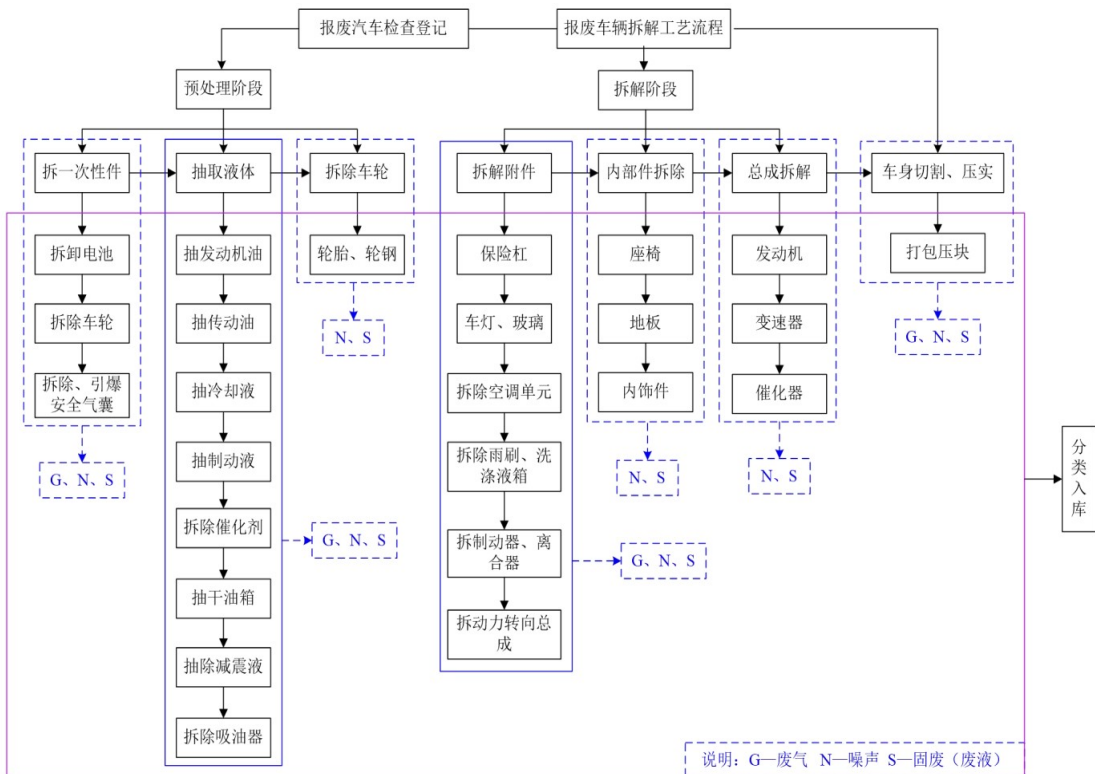 报废汽车检查登记
报废车辆拆解工艺流程
预处理阶段
拆解阶段
拆一次性件
抽取液体
拆除车轮
拆解附件
内部件拆除
总成拆解
车身切割、压实
拆卸电池
拆除车轮
拆除、引爆
安全气囊
G、N、S
抽发动机油
抽传动油
抽冷却液
抽制动液
拆除催化剂
抽干油箱
抽除减震液
拆除吸油器
G、N、S
轮胎、轮钢
N、S
保险杠
车灯、玻璃
拆除空调单元
拆除雨刷、洗
涤液箱
拆制动器、离
合器
拆动力转向总
成
G、N、S
座椅
地板
内饰件
N、S
发动机
变速器
催化器
N、S
打包压块
G、N、S
分类入库
说明：G—废气 N—噪声 S—固废（废液）